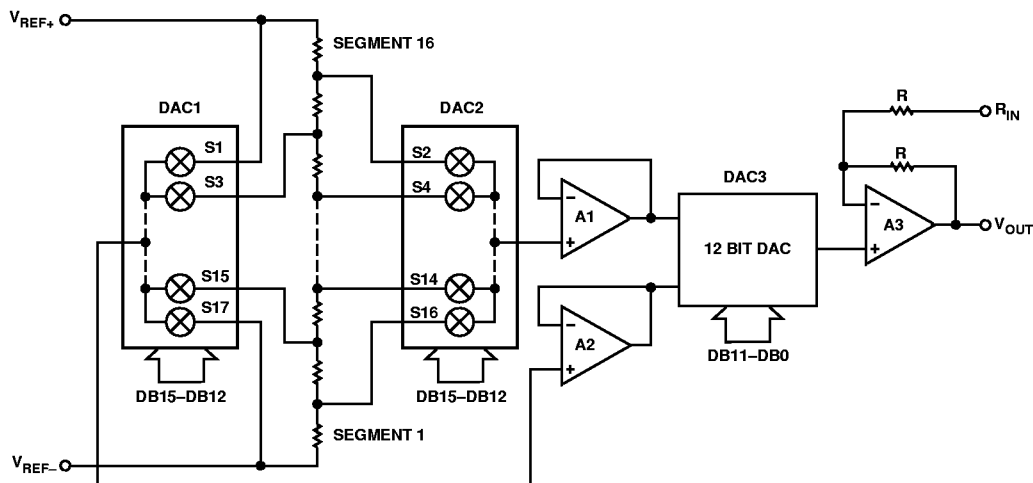 VREF+
SEGMENT 16
DAC1
DAC2
S1
S3
S15
S17
DB15–DB12
S2
S4
S14
S16
DB15–DB12
SEGMENT 1
VREF–
A1
–
+
A2
–
+
DAC3
12 BIT DAC
DB11–DB0
R
RIN
R
A3
–
+
VOUT